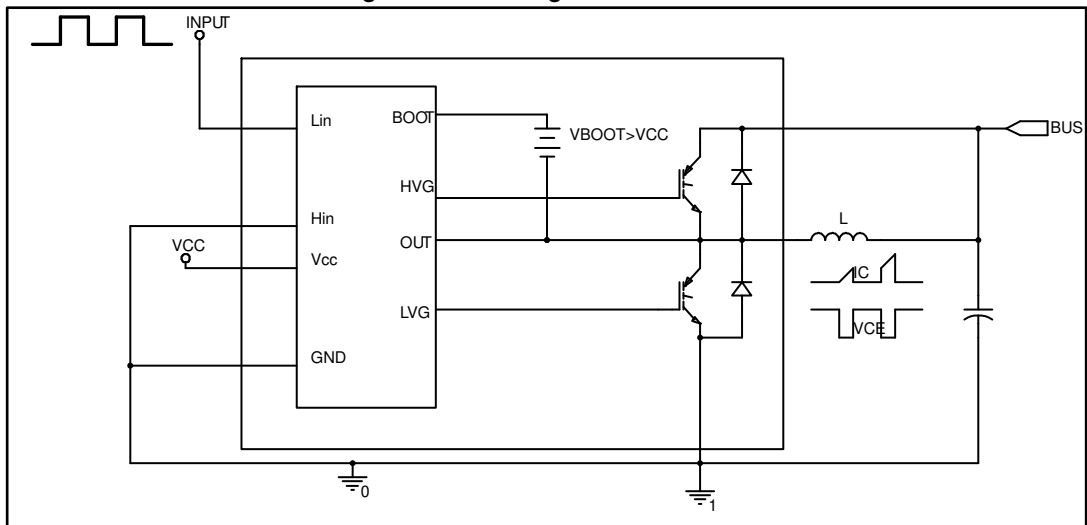 INPUT
Lin
BOOT
VBOOT>VCC
BUS
HVG
Hin
L
VCC
OUT
Vcc
IC
LVG
VCE
GND
0
1